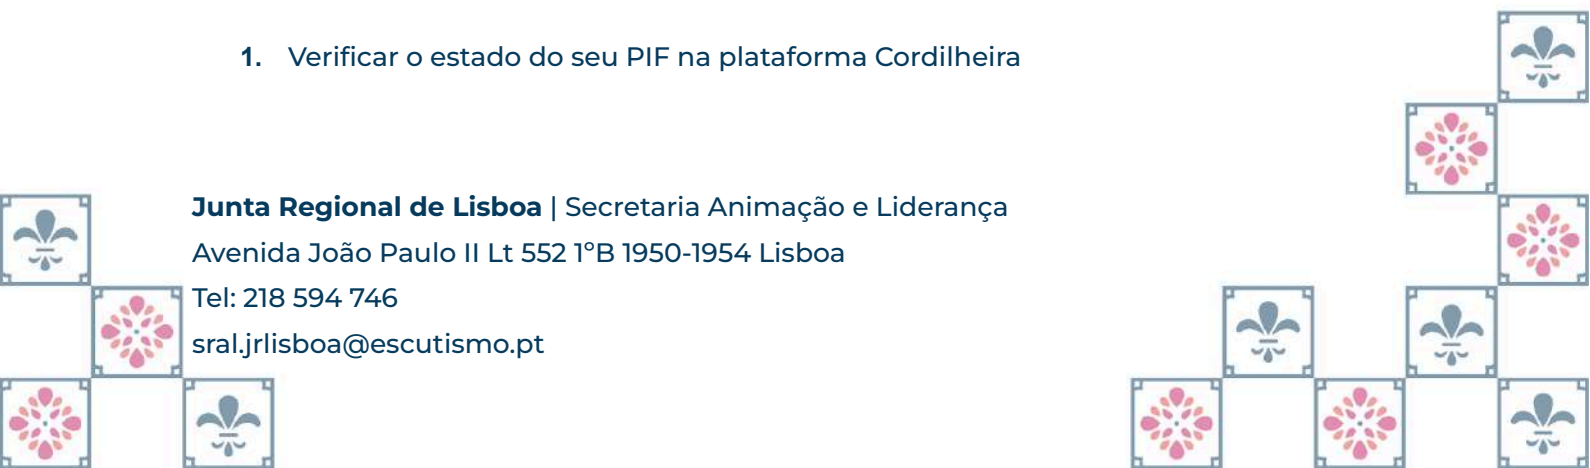 1. Verificar o estado do seu PIF na plataforma Cordilheira
Junta Regional de Lisboa | Secretaria Animação e Liderança
Avenida João Paulo II Lt 552 1ºB 1950-1954 Lisboa
Tel: 218 594 746
sral.jrlisboa@escutismo.pt